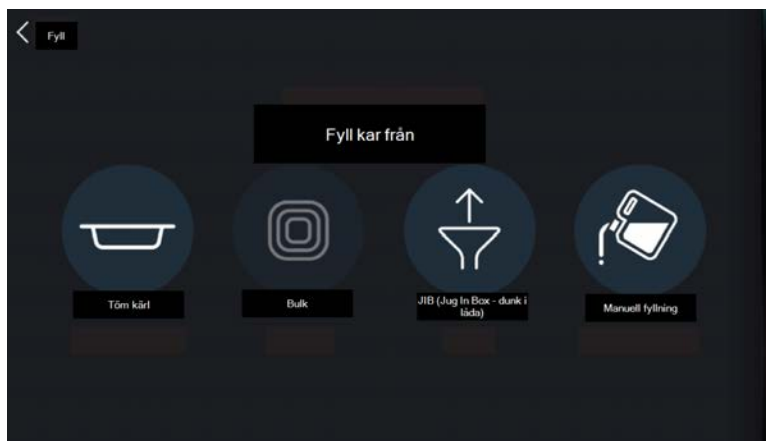 Fyll
Fyll kar från
Töm kärl
Bulk
JIB (Jug In Box - dunk i
låda)
Manuell fyllning